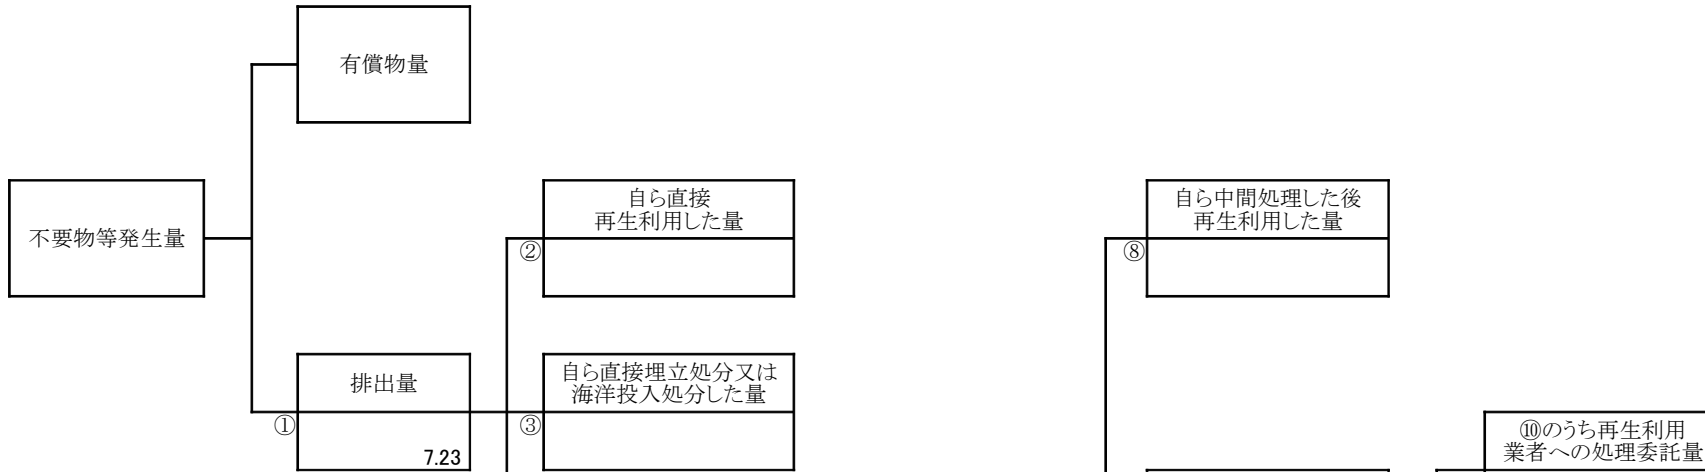 有償物量
不要物等発生量
自ら直接
再生利用した量
②
自ら中間処理した後
再生利用した量
⑧
排出量
①
7.23
自ら直接埋立処分又は
海洋投入処分した量
③
⑩のうち再生利用
業者への処理委託量